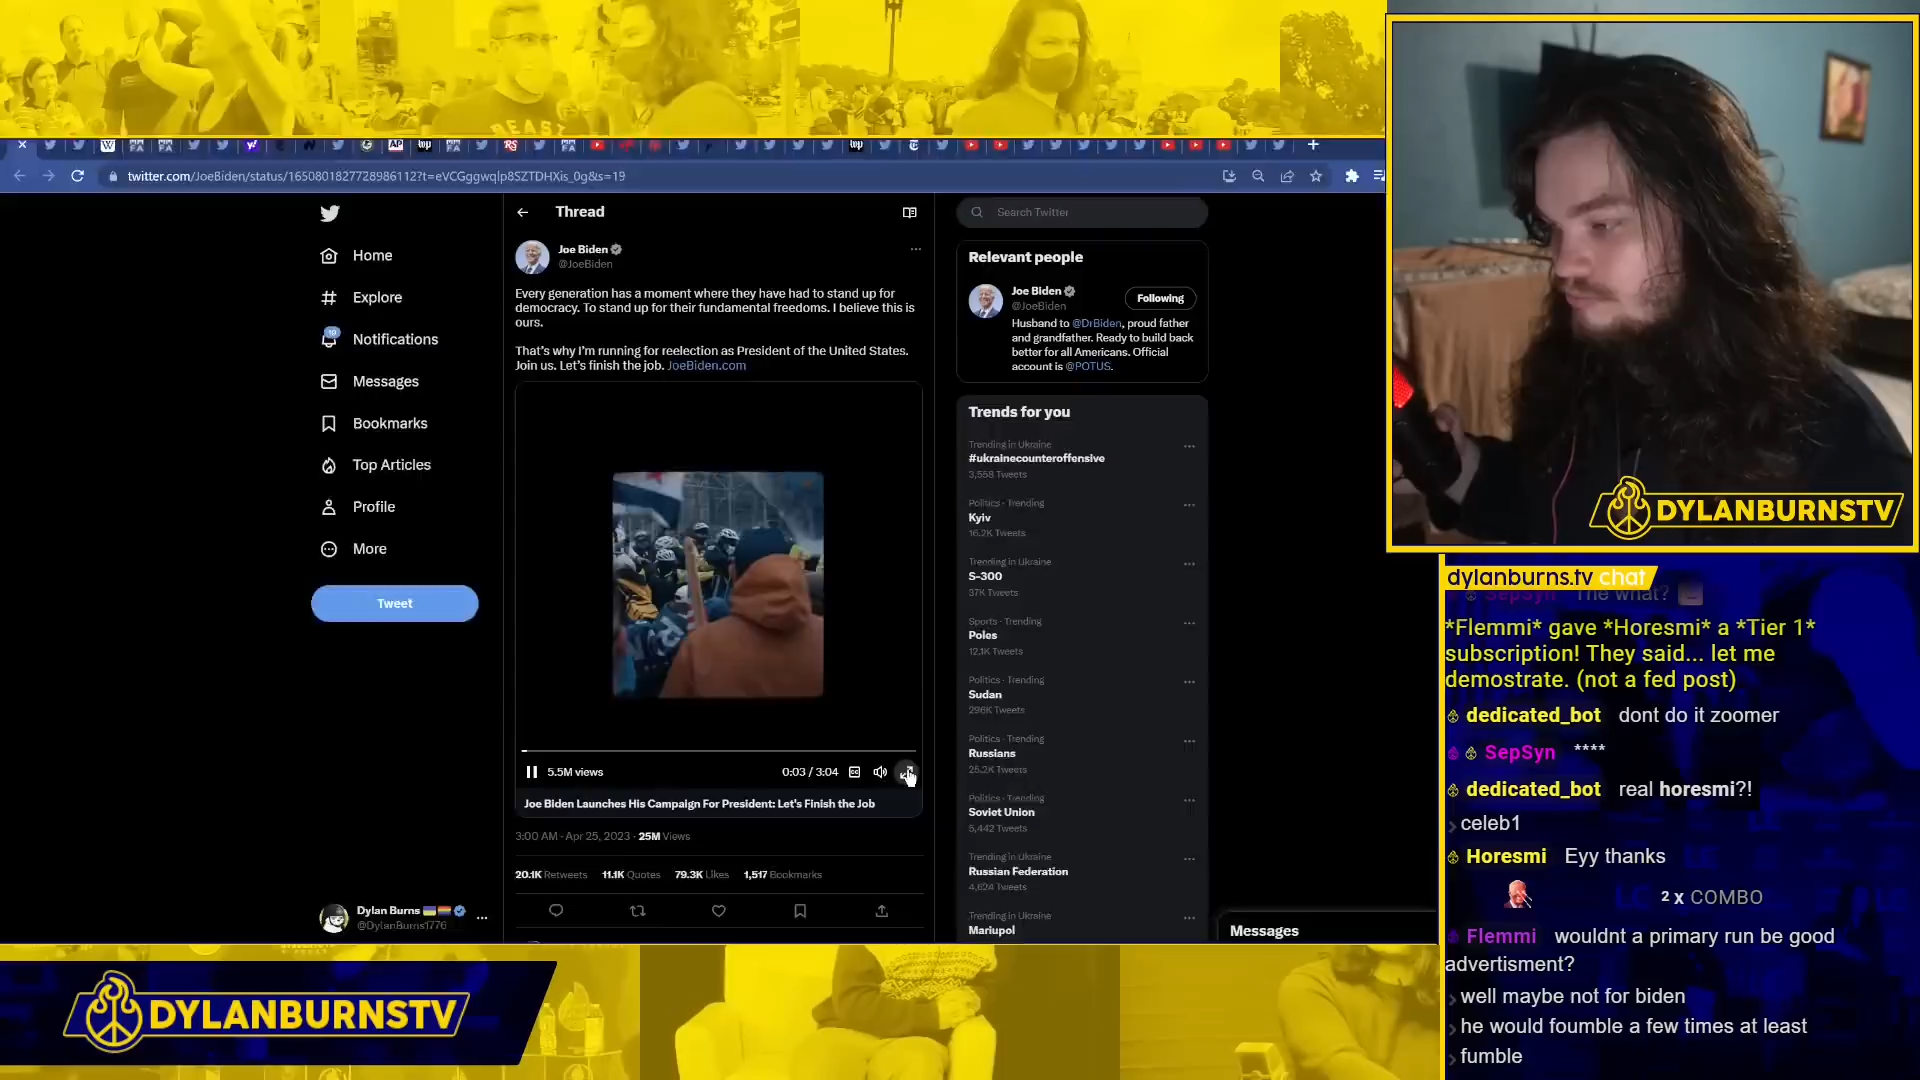 BEAST
twitter.com/JoeBiden/status/1650801827728986112?t=eVCGggwqlp8SZTDHXis_0g&s=19
Home
Explore
Notifications
Messages
Bookmarks
Top Articles
Profile
More
Tweet
Dylan Burns
@DylanBurns1776
Thread
Joe Biden
@JoeBiden
Every generation has a moment where they have had to stand up for
democracy. To stand up for their fundamental freedoms. I believe this is
ours.
That's why I'm running for reelection as President of the United States.
Join us. Let's finish the job. JoeBiden.com
5.5M views
0:03 / 3:04
Joe Biden Launches His Campaign For President: Let's Finish the Job
3:00 AM · Apr 25, 2023 · 25M Views
20.1K Retweets 11.1K Quotes 79.3K Likes 1,517 Bookmarks
Search Twitter
Relevant people
Joe Biden
@JoeBiden
Following
Husband to @DrBiden, proud father
and grandfather. Ready to build back
better for all Americans. Official
account is @POTUS.
Trends for you
Trending in Ukraine
#ukrainecounteroffensive
3,558 Tweets
Politics · Trending
Kyiv
16.2K Tweets
Trending in Ukraine
S-300
37K Tweets
Sports · Trending
Poles
12.1K Tweets
Politics · Trending
Sudan
296K Tweets
Politics · Trending
Russians
25.2K Tweets
Politics · Trending
Soviet Union
5,442 Tweets
Trending in Ukraine
Russian Federation
4,624 Tweets
Trending in Ukraine
Mariupol
Messages
DYLANBURNSTV
dylanburns.tv chat
SepSyn The what?
*Flemmi* gave *Horesmi* a *Tier 1*
subscription! They said... let me
demostrate. (not a fed post)
dedicated_bot dont do it zoomer
SepSyn ****
dedicated_bot real horesmi?!
celeb1
Horesmi Eyy thanks
2 x COMBO
Flemmi wouldnt a primary run be good
advertisment?
well maybe not for biden
he would foumble a few times at least
fumble
DYLANBURNSTV